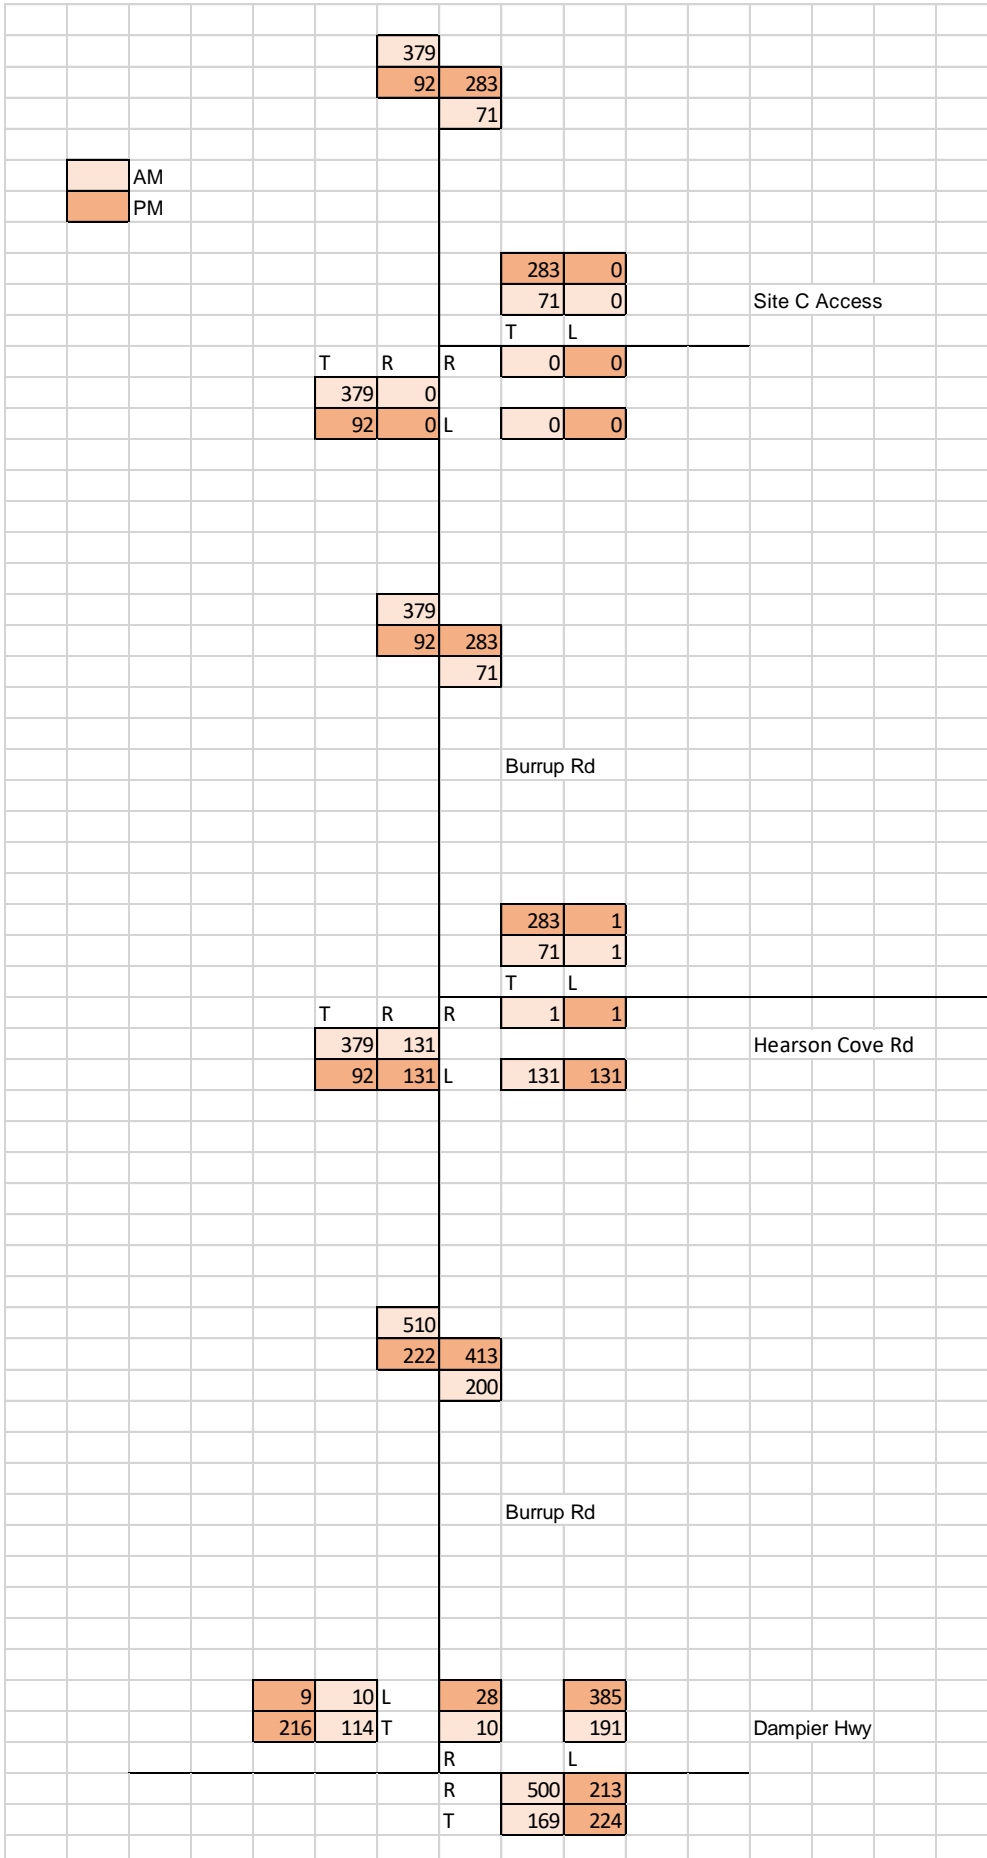 379
92 283
71
AM
PM
283 0
71 0 Site C Access
T L
T R R 0 0
379 0
92 0 L 0 0
379
92 283
71
Burrup Rd
283 1
71 1
T L
T R R 1 1
379 131 Hearson Cove Rd
92 131 L 131 131
510
222 413
200
Burrup Rd
9 10 L 28 385
216 114 T 10 191 Dampier Hwy
R L
R 500 213
T 169 224